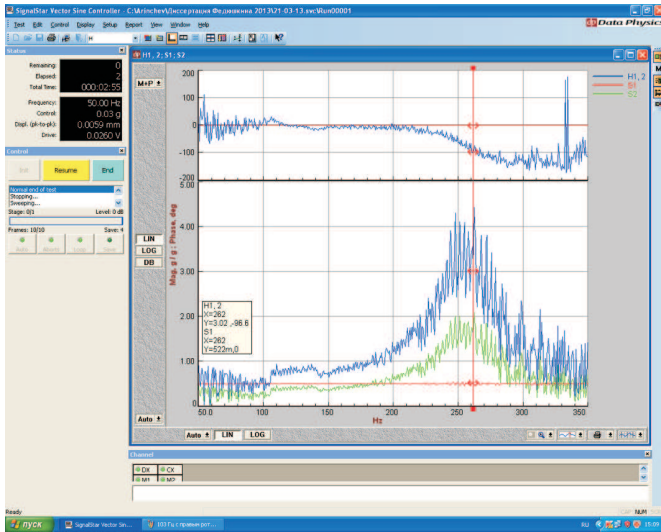 SignalStar Vector Sine Controller - C:\Arinchev\Диссертация Федионкина 2013\21-03-13.vsc\Run00001
Test Edit Control Display Setup Report View Window Help
Data Physics
H
Status
Remaining: 0
Elapsed: 2
Total Time: 000:02:55
Frequency: 50.00 Hz
Control: 0.03 g
Displ. (pk-to-pk): 0.0059 mm
Drive: 0.0260 V
Control
Resume
End
Normal end of test
Stopping...
Sweeping...
Stage: 0/1 Level: 0 dB
Frames: 10/10 Save: 4
H1, 2; S1; S2
M+P
200
100
0
-100
-200
H1, 2
S1
S2
5.00
4.00
3.00
2.00
1.00
0
Mag, g / g ; Phase, deg
LIN
LOG
DB
H1, 2
X=262
Y=3.02 ,-96.6
S1
X=262
Y=522m,0
50.0 100 150 200 250 300 350
Hz
Auto
Auto LIN LOG
Channel
DX CX
M1 M2
NUM
пуск
SignalStar Vector Sin...
RU
15:09